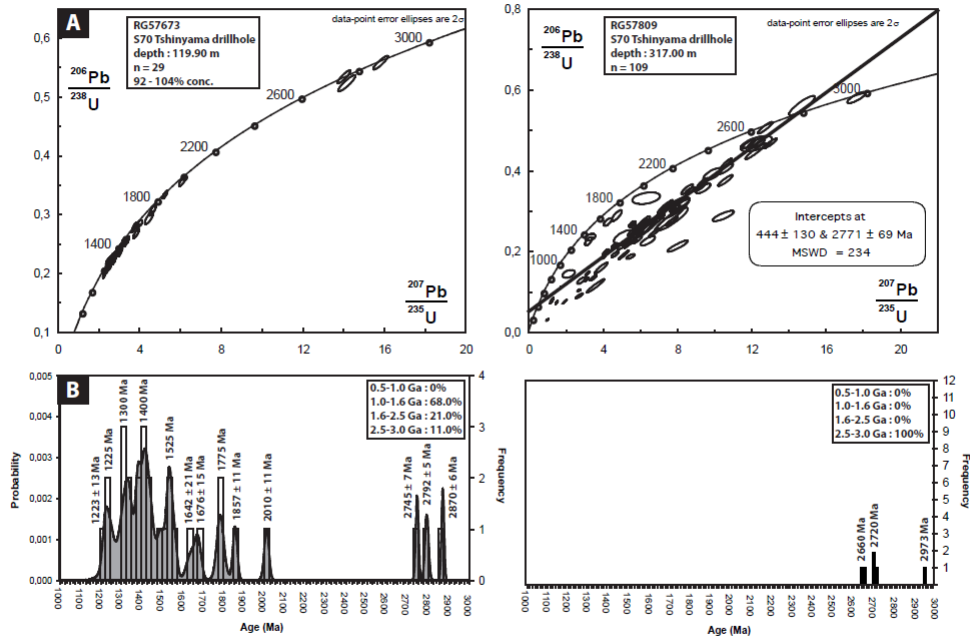 A
RG57673
S70 Tshinyama drillhole
depth : 119.90 m
n = 29
92 - 104% conc.
data-point error ellipses are 2σ
206Pb
238U
207Pb
235U
0,6
0,5
0,4
0,3
0,2
0,1
1400
1800
2200
2600
3000
0 4 8 12 16 20
RG57809
S70 Tshinyama drillhole
depth : 317.00 m
n = 109
data-point error ellipses are 2σ
206Pb
238U
207Pb
235U
0,8
0,6
0,4
0,2
0,0
1000
1400
1800
2200
2600
3000
Intercepts at
444± 130 & 2771 ± 69 Ma
MSWD = 234
0 4 8 12 16 20
B
0.5-1.0 Ga : 0%
1.0-1.6 Ga : 68.0%
1.6-2.5 Ga : 21.0%
2.5-3.0 Ga : 11.0%
Probability
0,005
0,004
0,003
0,002
0,001
0,000
Frequency
4
3
2
1
0
1223 ± 13 Ma
1225 Ma
1300 Ma
1400 Ma
1525 Ma
1642 ± 21 Ma
1676 ± 15 Ma
1775 Ma
1857 ± 11 Ma
2010 ± 11 Ma
2745 ± 7 Ma
2792 ± 5 Ma
2870 ± 6 Ma
1000 1100 1200 1300 1400 1500 1600 1700 1800 1900 2000 2100 2200 2300 2400 2500 2600 2700 2800 2900 3000
Age (Ma)
0.5-1.0 Ga : 0%
1.0-1.6 Ga : 0%
1.6-2.5 Ga : 0%
2.5-3.0 Ga : 100%
Frequency
12
11
10
9
8
7
6
5
4
3
2
1
2660 Ma
2720 Ma
2973 Ma
1000 1100 1200 1300 1400 1500 1600 1700 1800 1900 2000 2100 2200 2300 2400 2500 2600 2700 2800 2900 3000
Age (Ma)